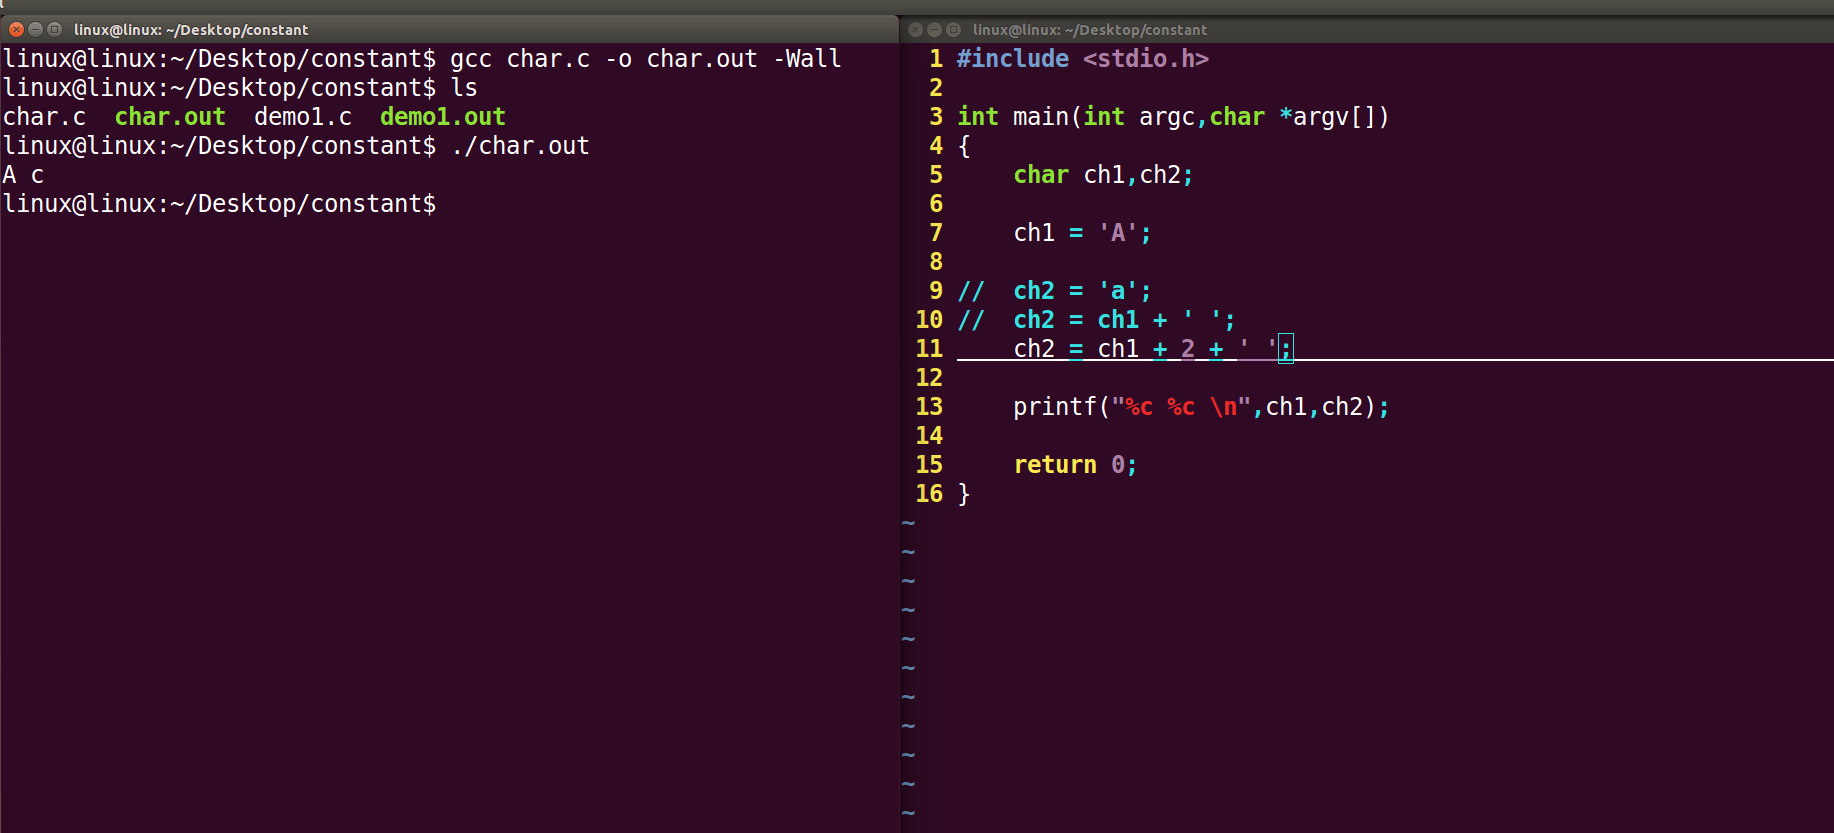 linux@linux: ~/Desktop/constant
linux@linux:~/Desktop/constant$ gcc char.c -o char.out -Wall
linux@linux:~/Desktop/constant$ ls
char.c  char.out  demo1.c  demo1.out
linux@linux:~/Desktop/constant$ ./char.out
A c
linux@linux:~/Desktop/constant$
linux@linux: ~/Desktop/constant
1 #include <stdio.h>
2
3 int main(int argc,char *argv[])
4 {
5     char ch1,ch2;
6
7     ch1 = 'A';
8
9 //  ch2 = 'a';
10 //  ch2 = ch1 + ' ';
11     ch2 = ch1 + 2 + ' ';
12
13     printf("%c %c \n",ch1,ch2);
14
15     return 0;
16 }
~
~
~
~
~
~
~
~
~
~
~